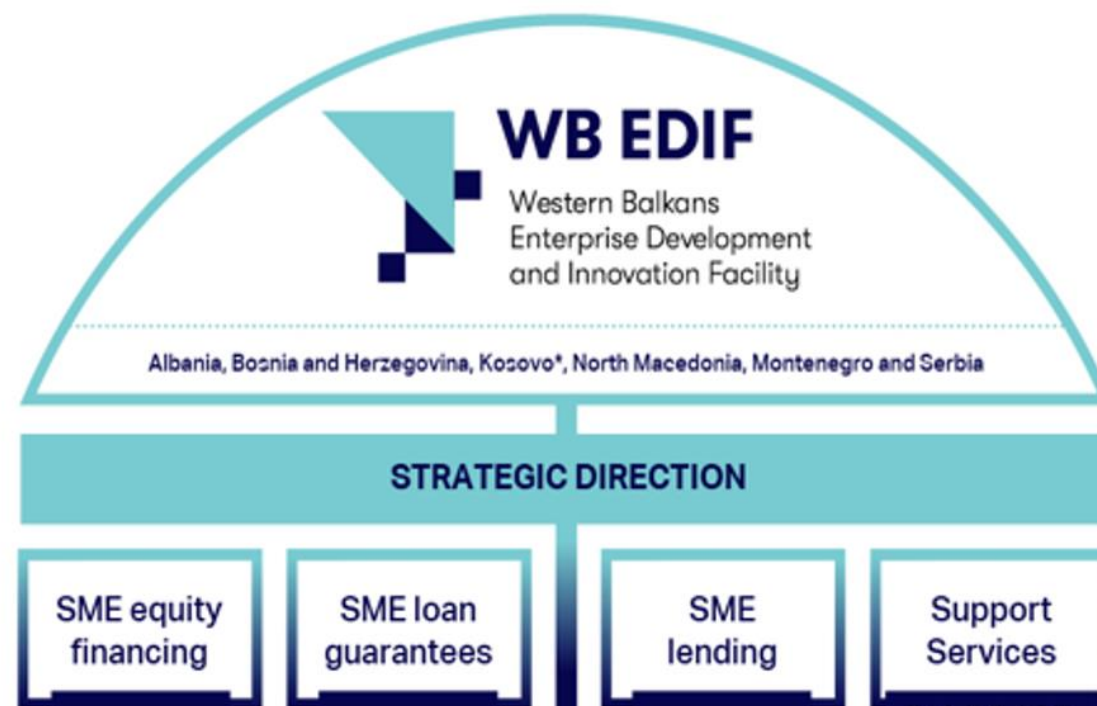 WB EDIF
Western Balkans
Enterprise Development
and Innovation Facility
Albania, Bosnia and Herzegovina, Kosovo*, North Macedonia, Montenegro and Serbia
STRATEGIC DIRECTION
SME equity
financing
SME loan
guarantees
SME
lending
Support
Services